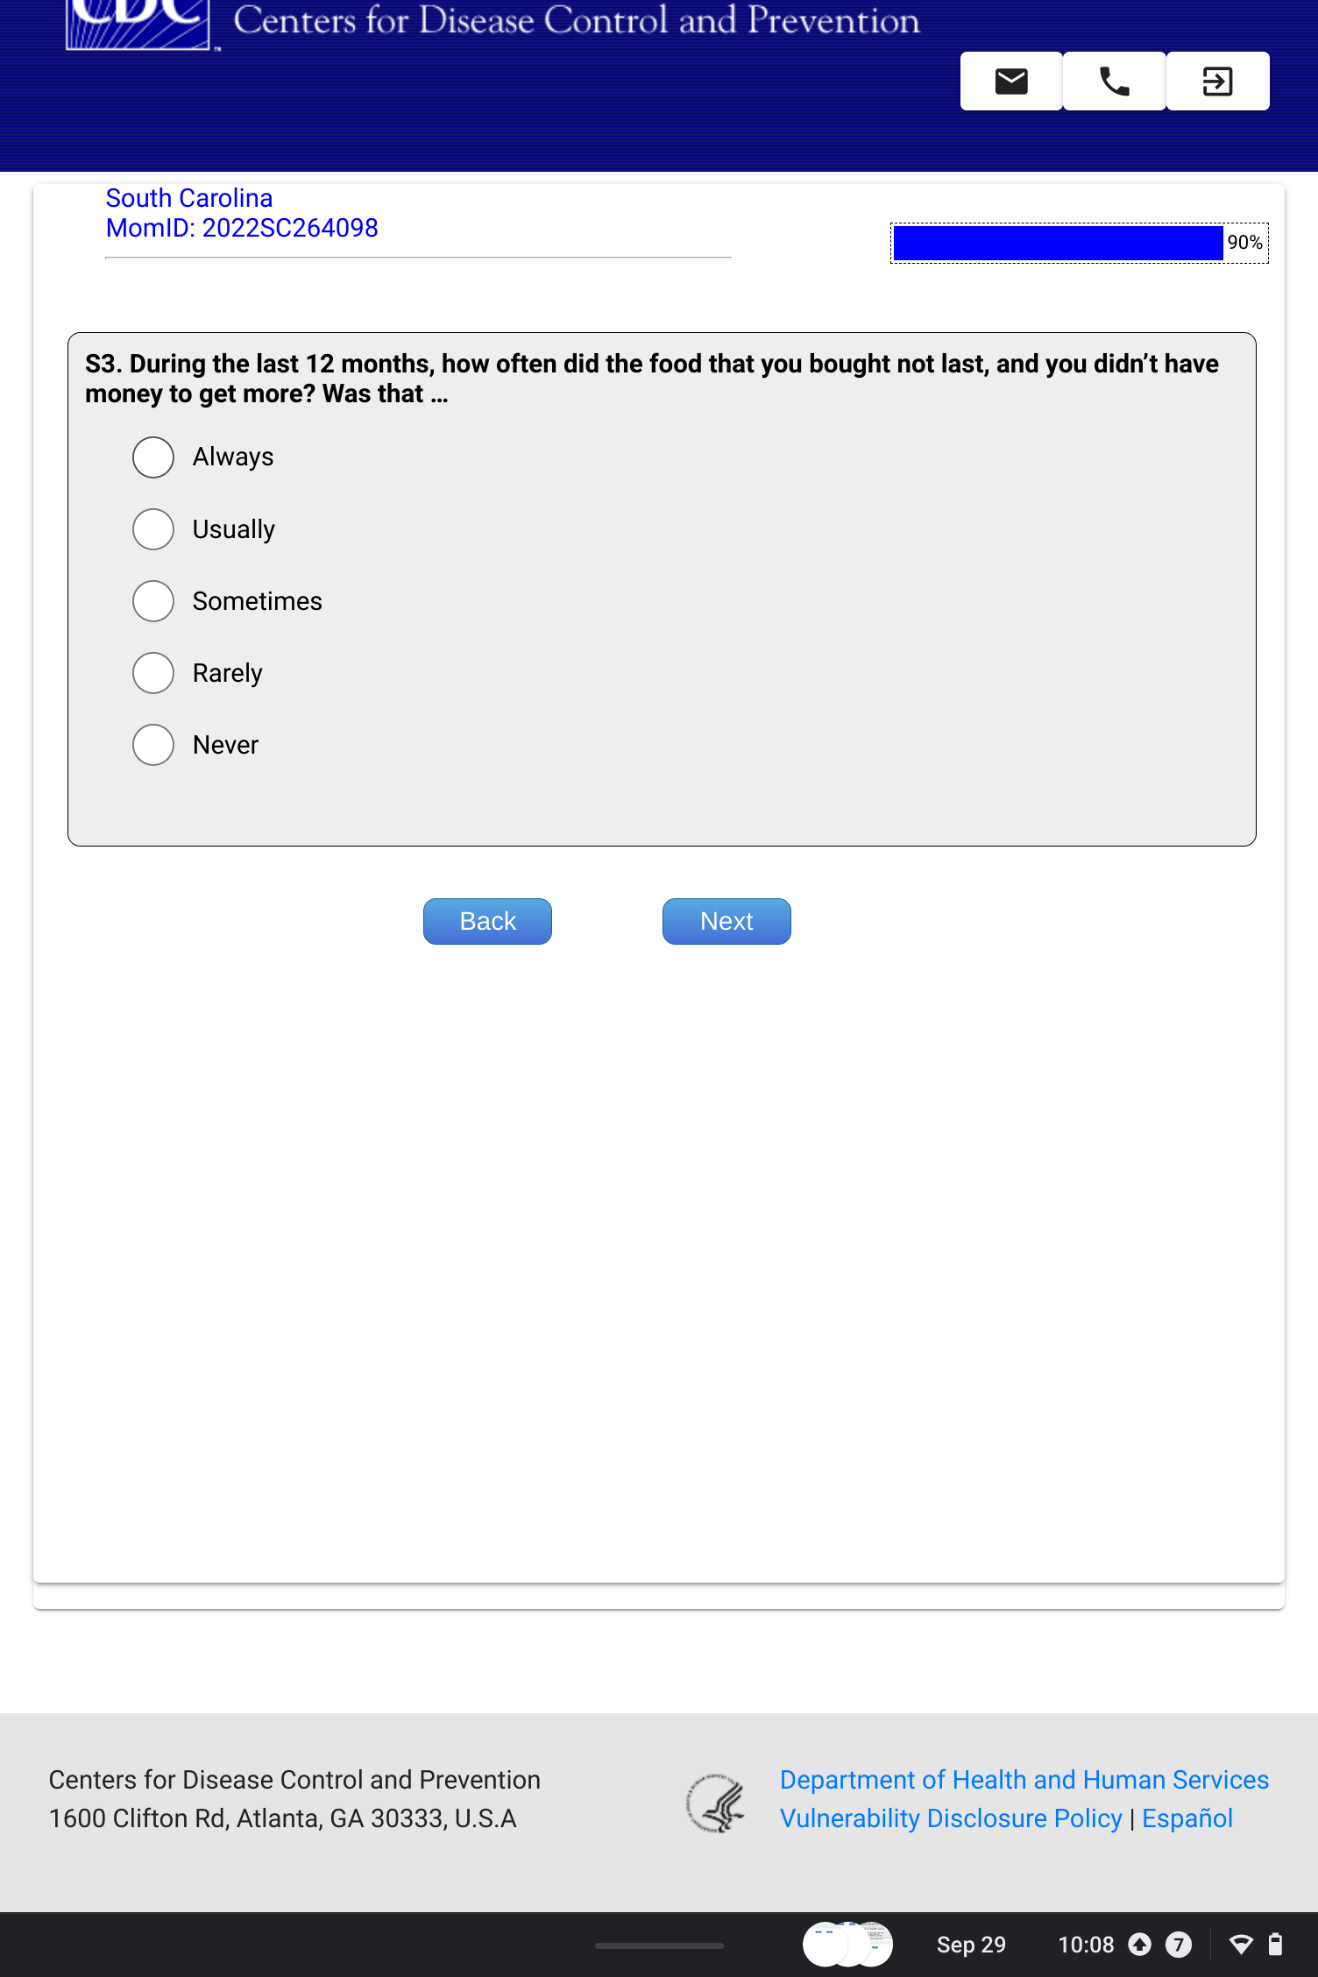 CDC
Centers for Disease Control and Prevention
South Carolina
MomID: 2022SC264098
90%
S3. During the last 12 months, how often did the food that you bought not last, and you didn’t have
money to get more? Was that ...
Always
Usually
Sometimes
Rarely
Never
Back
Next
Centers for Disease Control and Prevention
1600 Clifton Rd, Atlanta, GA 30333, U.S.A
Department of Health and Human Services
Vulnerability Disclosure Policy | Español
Sep 29 10:08 7